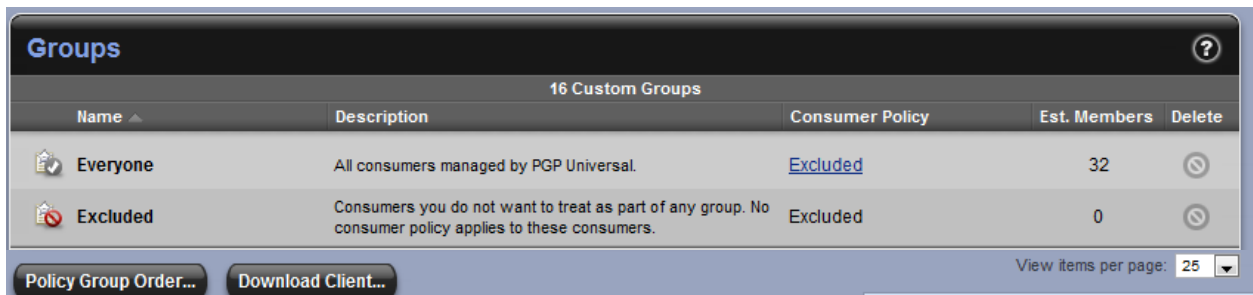 Groups
?
16 Custom Groups
Name Description Consumer Policy Est. Members Delete
Everyone All consumers managed by PGP Universal. Excluded 32
Excluded Consumers you do not want to treat as part of any group. No
consumer policy applies to these consumers. Excluded 0
View items per page: 25
Policy Group Order... Download Client...